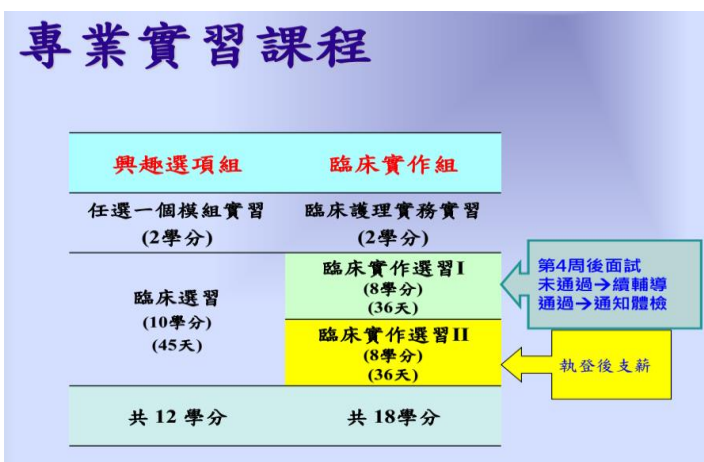 專業實習課程
興趣選項組
臨床實作組
任選一個模組實習
(2學分)
臨床護理實務實習
(2學分)
臨床選習
(10學分)
(45天)
臨床實作選習I
(8學分)
(36天)
第4周後面試
未通過→續輔導
通過→通知體檢
臨床實作選習II
(8學分)
(36天)
執登後支薪
共 12 學分
共 18學分